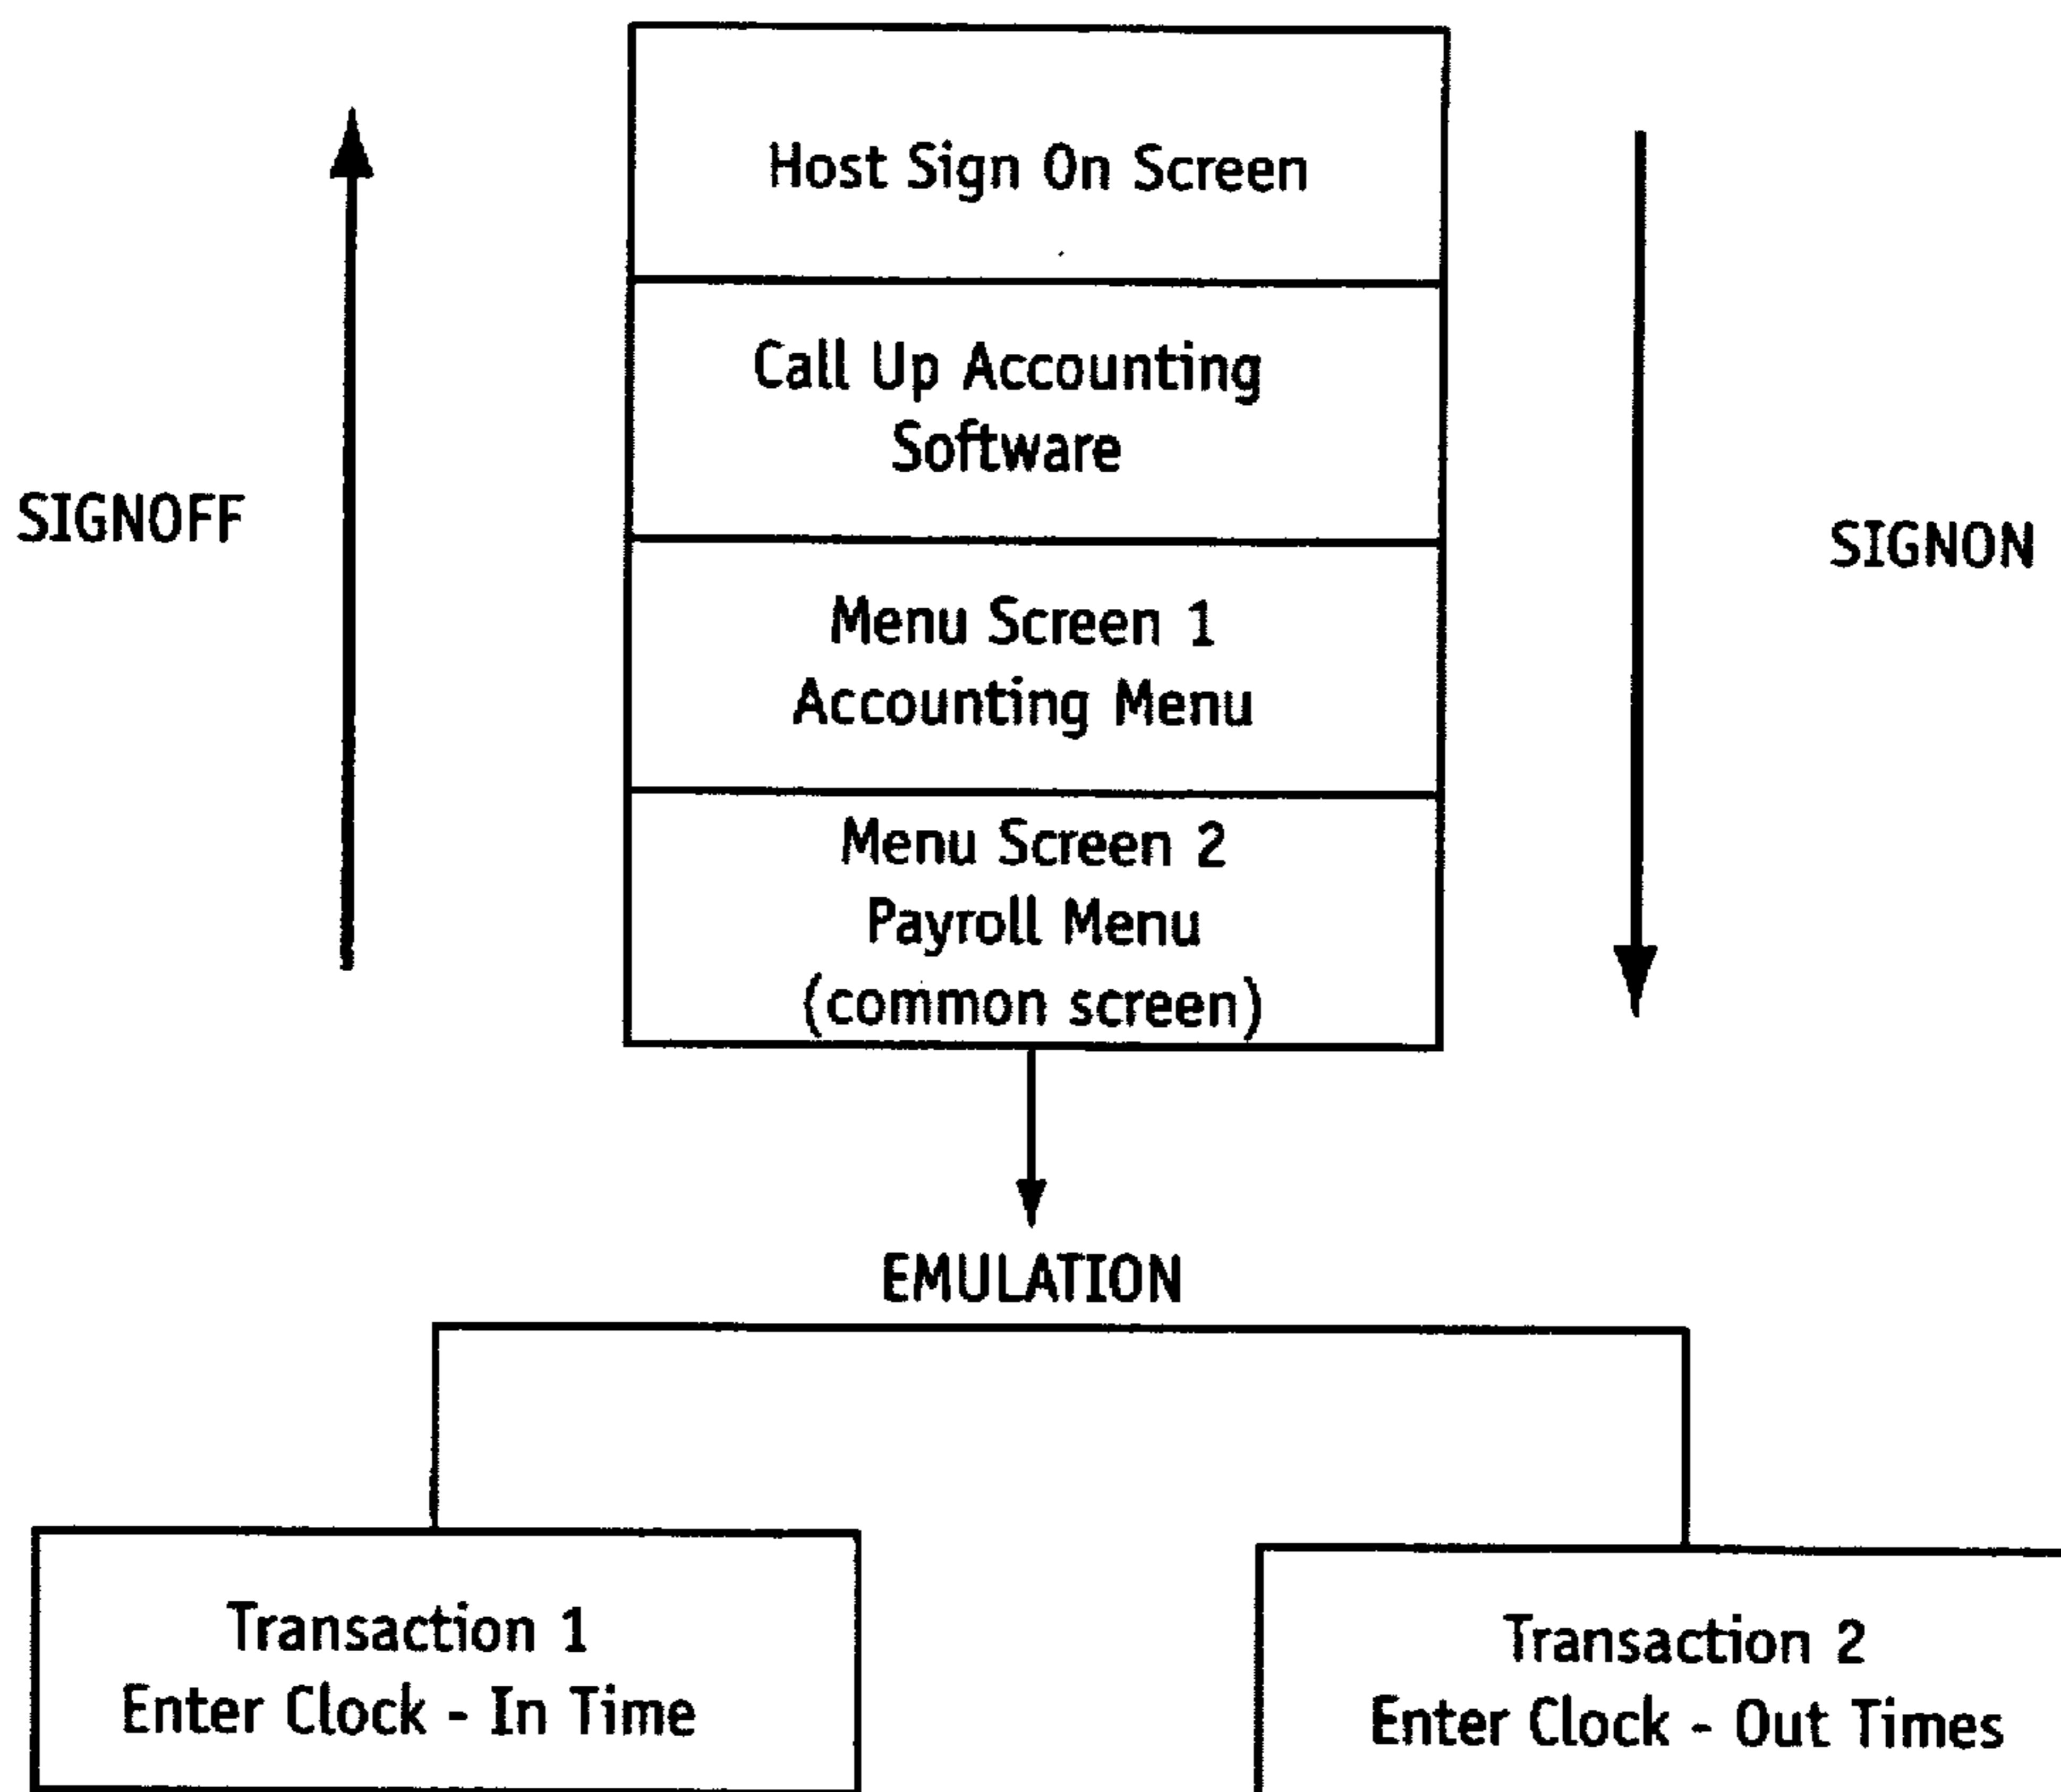 Host Sign On Screen
Call Up Accounting
Software
SIGNOFF
SIGNON
Menu Screen 1
Accounting Menu
Menu Screen 2
Payroll Menu
(common screen)
EMULATION
Transaction 1
Enter Clock - In Time
Transaction 2
Enter Clock - Out Times